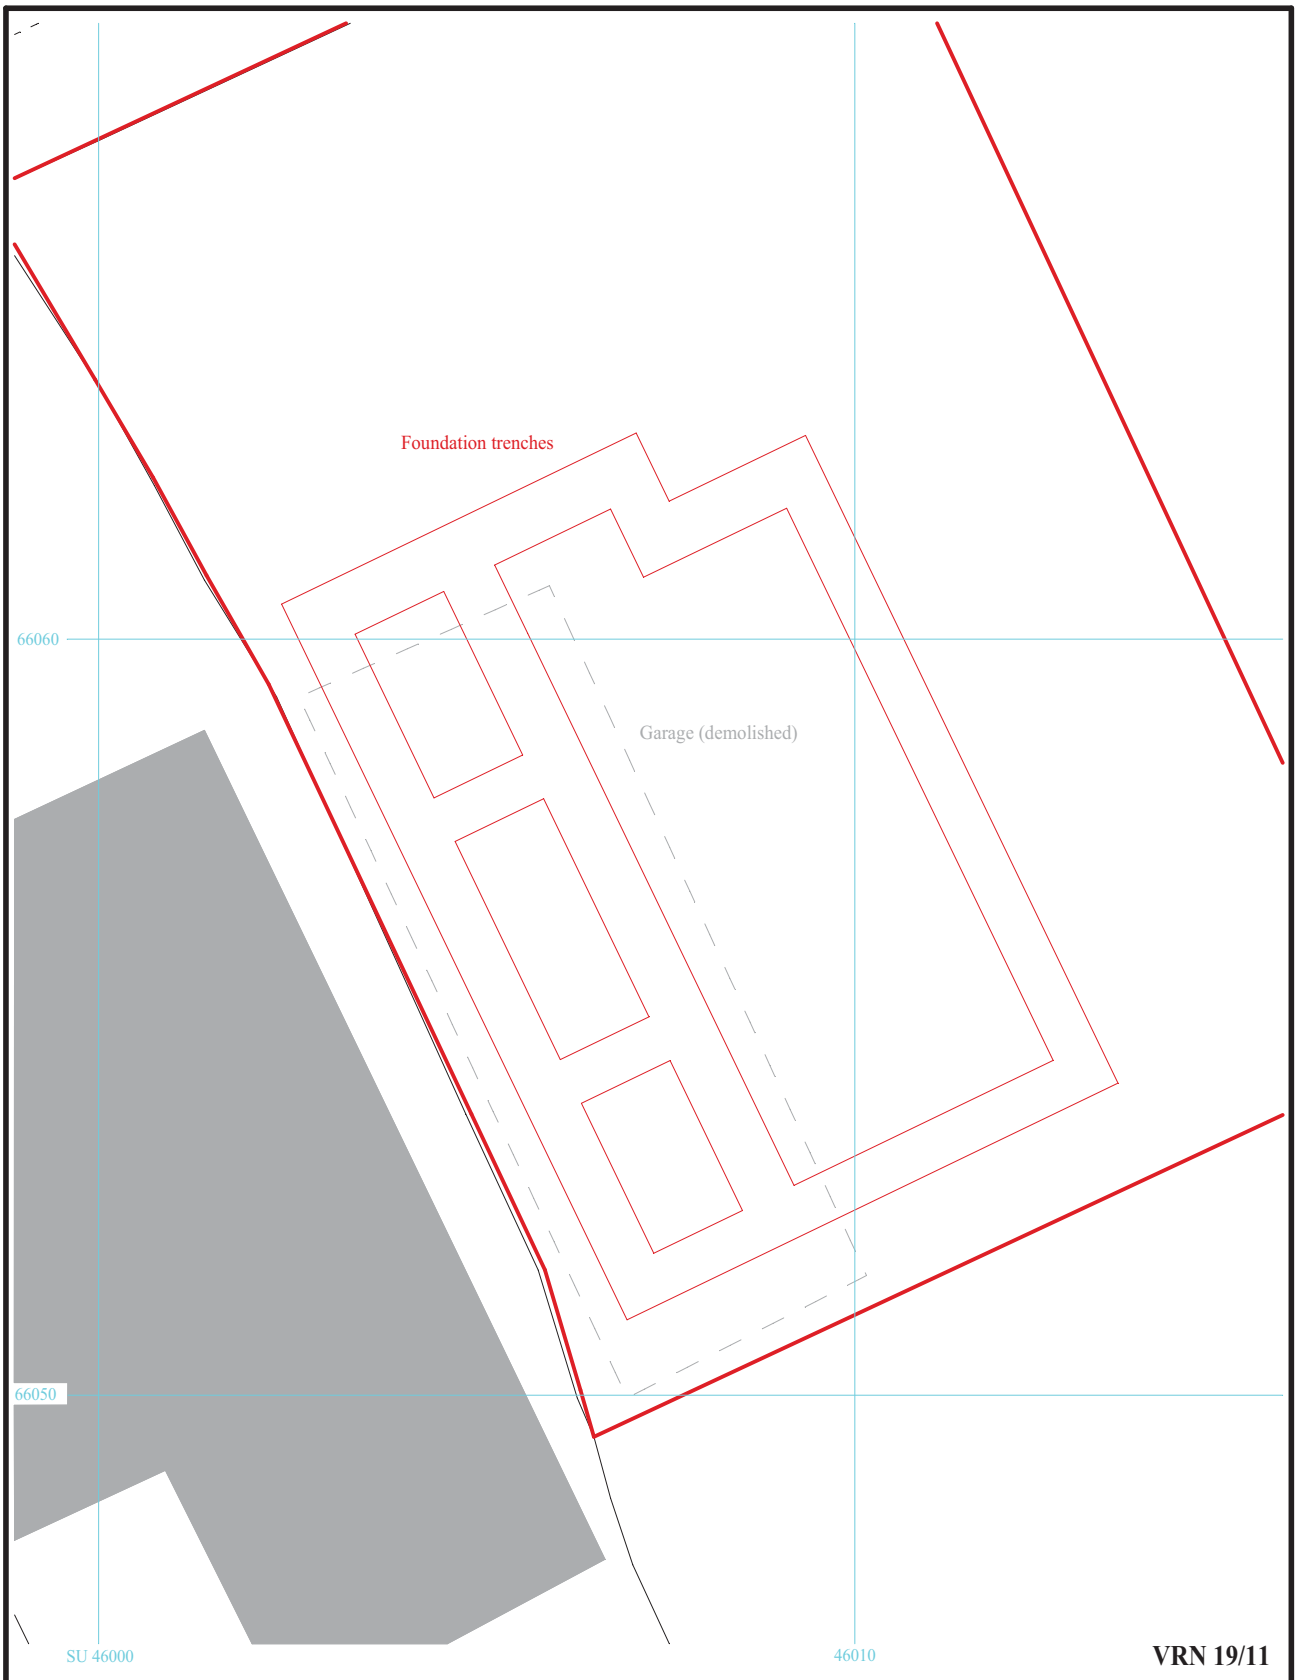 Foundation trenches
66060
Garage (demolished)
66050
SU 46000
46010
VRN 19/11